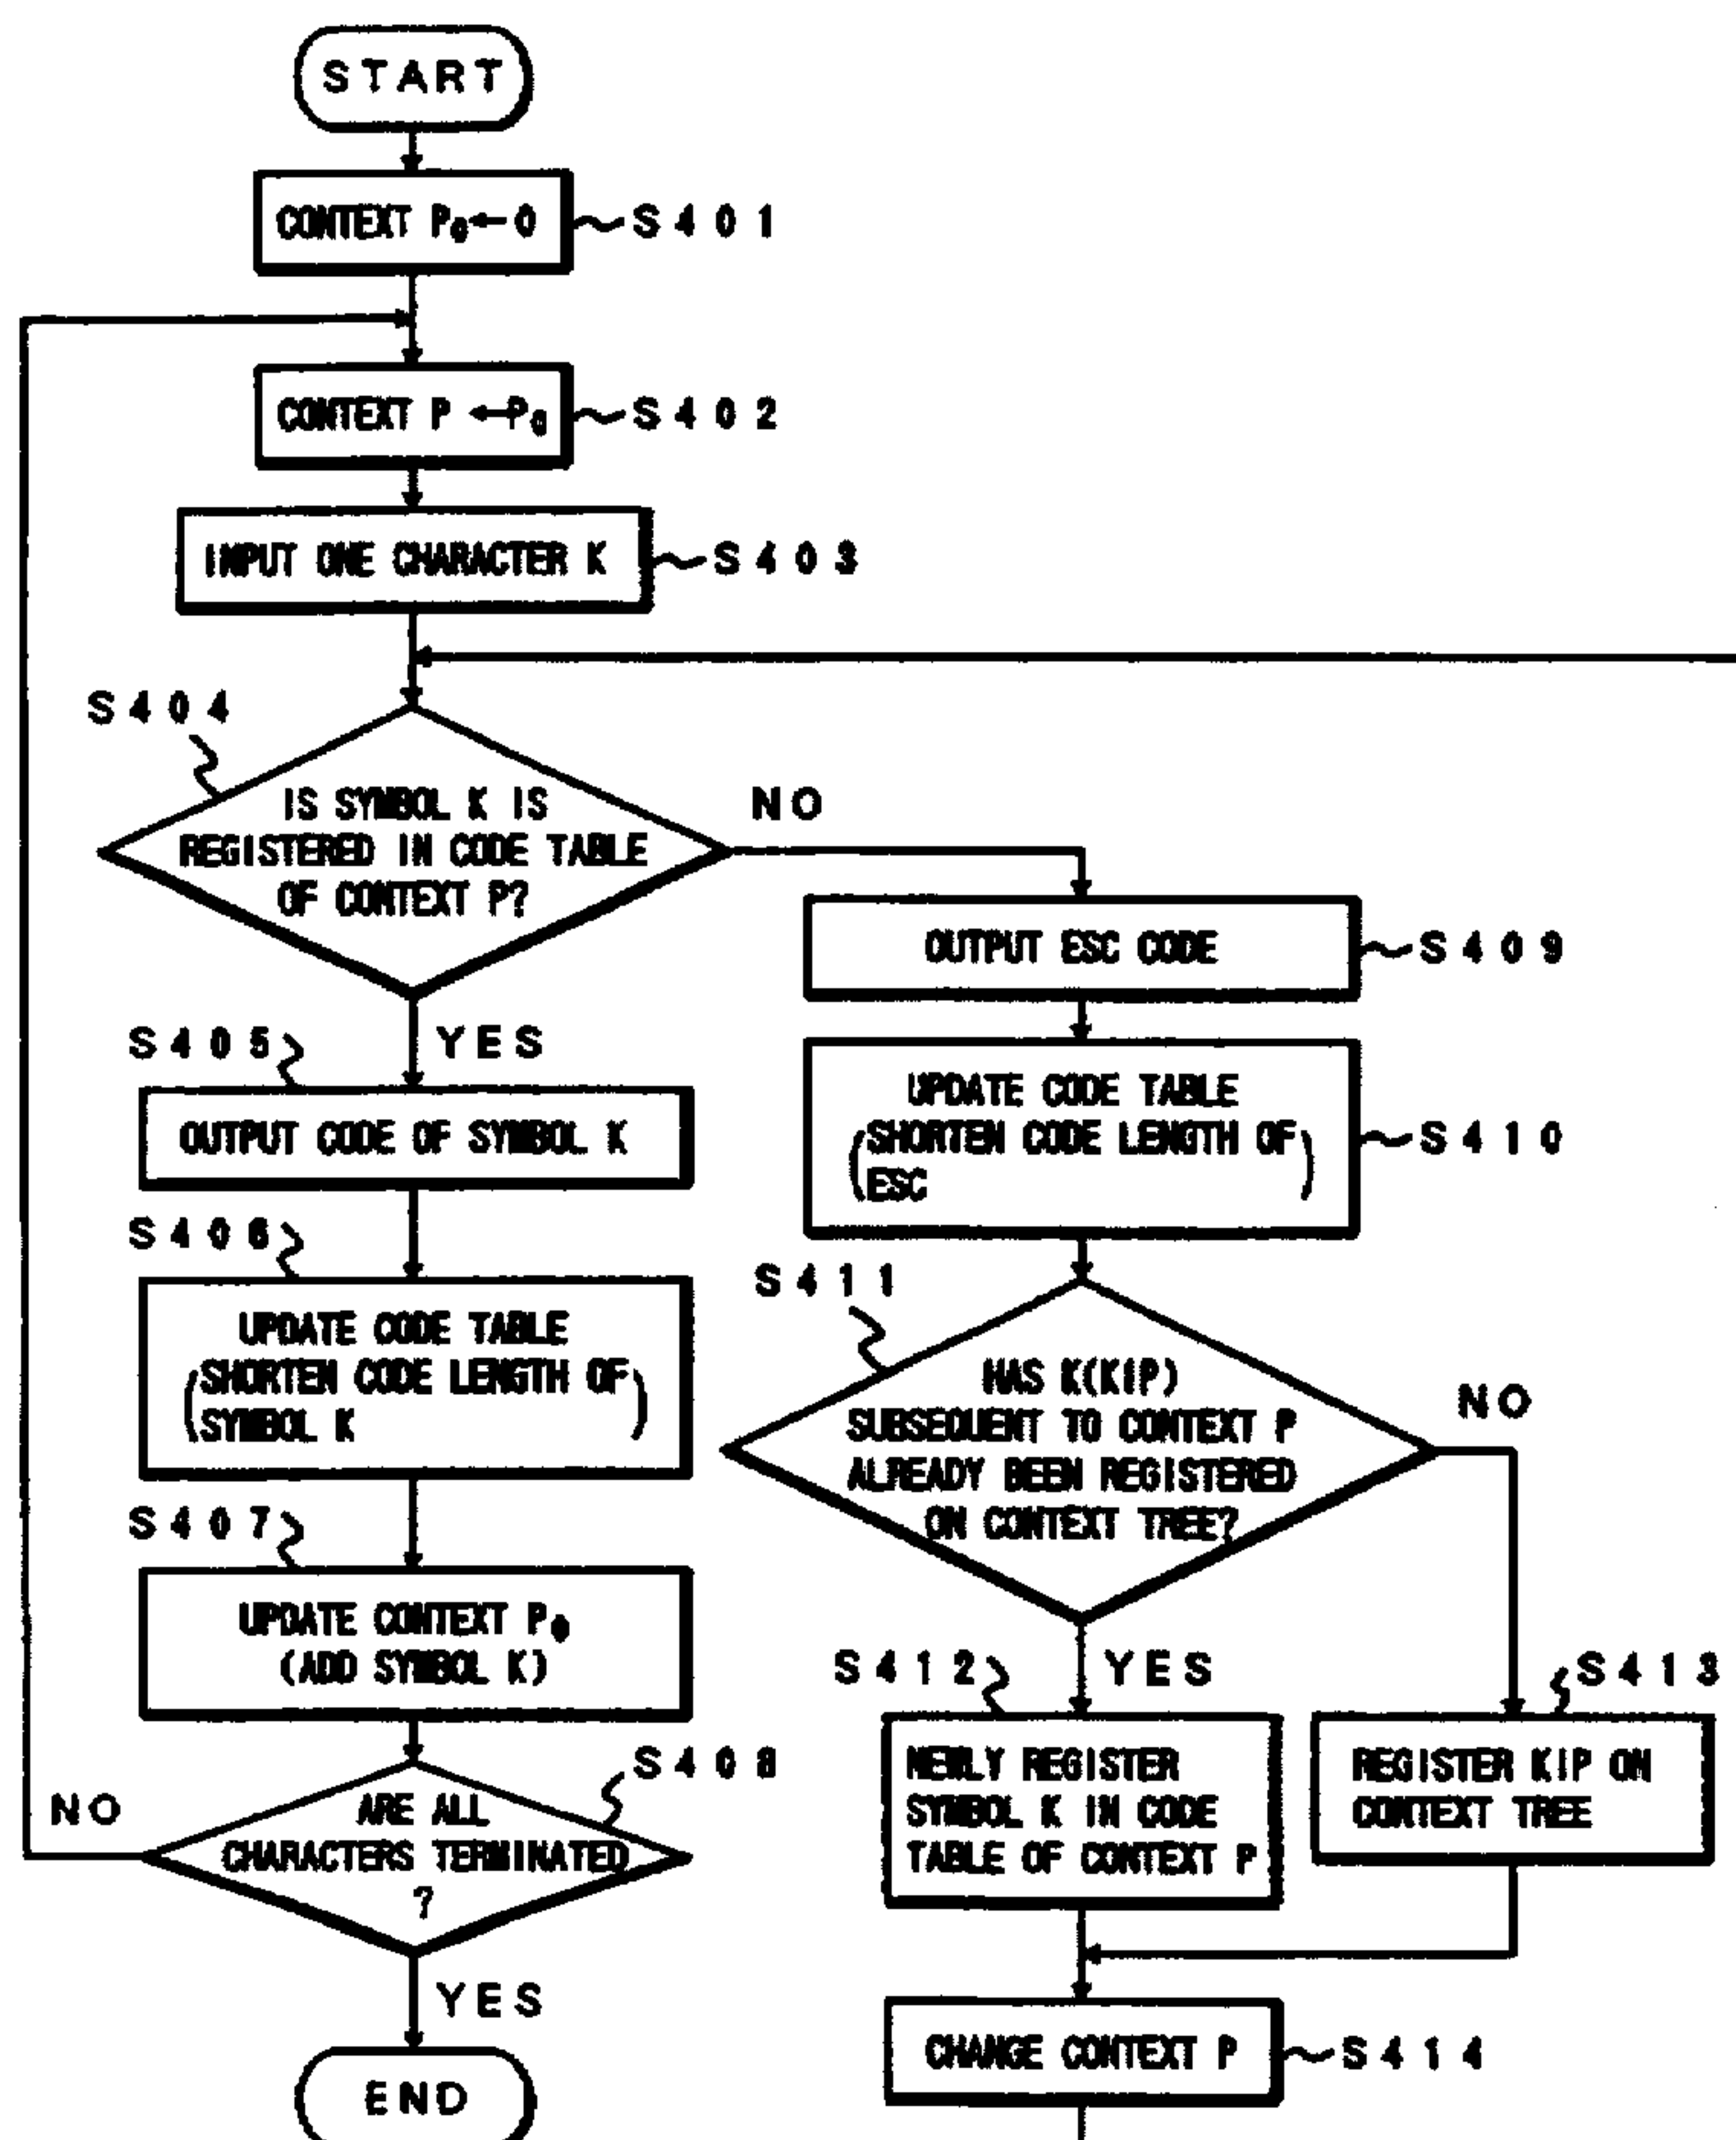 START
CONTEXT P₀←0
S401
CONTEXT P ←P₀
S402
INPUT ONE CHARACTER K
S403
S404
IS SYMBOL K IS
REGISTERED IN CODE TABLE
OF CONTEXT P?
NO
YES
S405
OUTPUT CODE OF SYMBOL K
S406
UPDATE CODE TABLE
(SHORTEN CODE LENGTH OF
SYMBOL K)
S407
UPDATE CONTEXT P₀
(ADD SYMBOL K)
S408
ARE ALL
CHARACTERS TERMINATED
?
NO
YES
END
OUTPUT ESC CODE
S409
UPDATE CODE TABLE
(SHORTEN CODE LENGTH OF
ESC)
S410
S411
HAS K(KIP)
SUBSEQUENT TO CONTEXT P
ALREADY BEEN REGISTERED
ON CONTEXT TREE?
NO
YES
S412
NEWLY REGISTER
SYMBOL K IN CODE
TABLE OF CONTEXT P
S413
REGISTER KIP ON
CONTEXT TREE
CHANGE CONTEXT P
S414